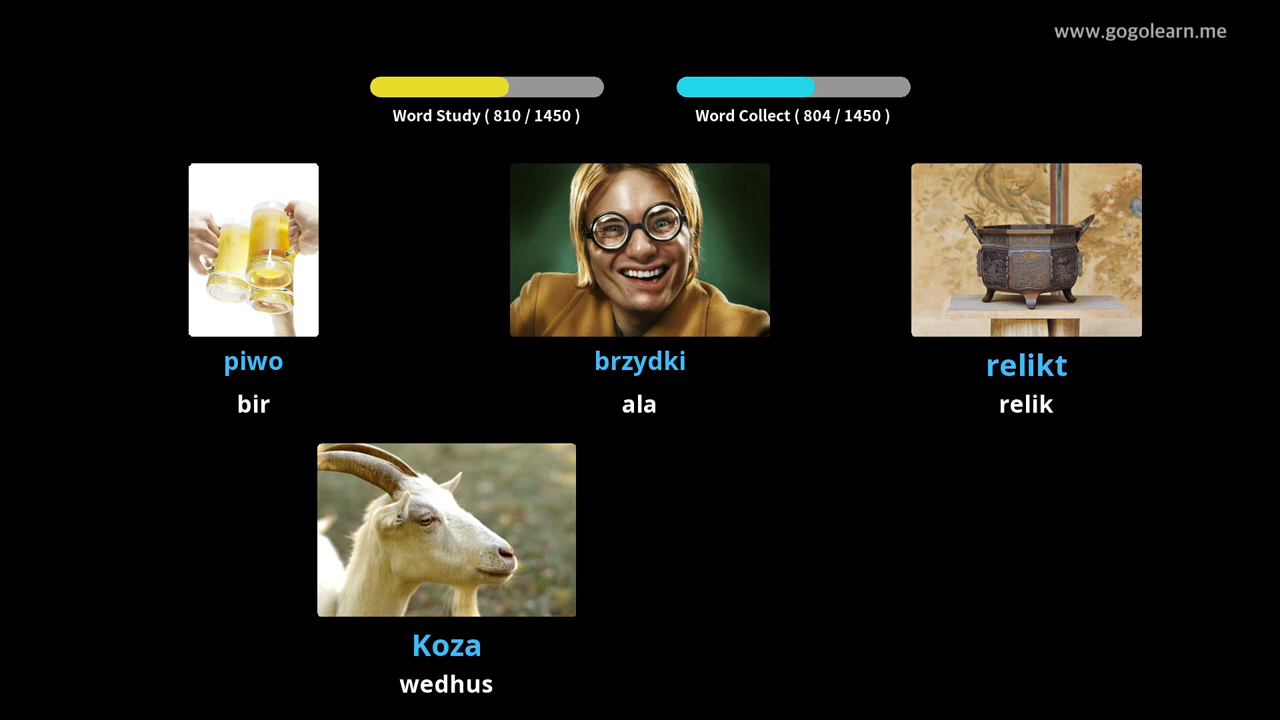 www.gogolearn.me
Word Study ( 810 / 1450 )
Word Collect ( 804 / 1450 )
piwo
bir
brzydki
ala
relikt
relik
Koza
wedhus